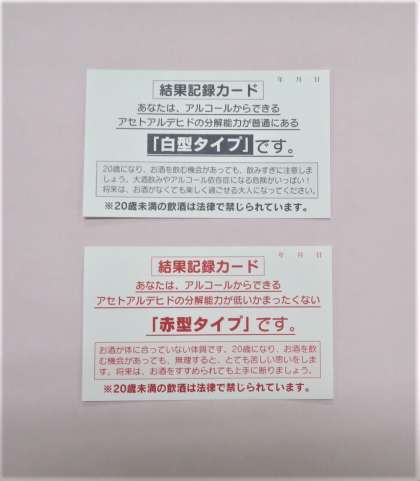 年 月 日
結果記録カード
あなたは、アルコールからできる
アセトアルデヒドの分解能力が普通にある
「白型タイプ」です。
20歳になり、お酒を飲む機会があっても、飲みすぎに注意しま
しょう。大酒飲みやアルコール依存症になる危険がいっぱい!
将来は、お酒がなくても楽しく過ごせる大人になってください。
※20歳未満の飲酒は法律で禁じられています。
年 月 日
結果記録カード
あなたは、アルコールからできる
アセトアルデヒドの分解能力が低いかまったくない
「赤型タイプ」です。
お酒が体に合っていない体質です。20歳になり、お酒を飲
む機会があっても、無理すると、とても苦しい思いをしま
す。将来は、お酒をすすめられても上手に断りましょう。
※20歳未満の飲酒は法律で禁じられています。